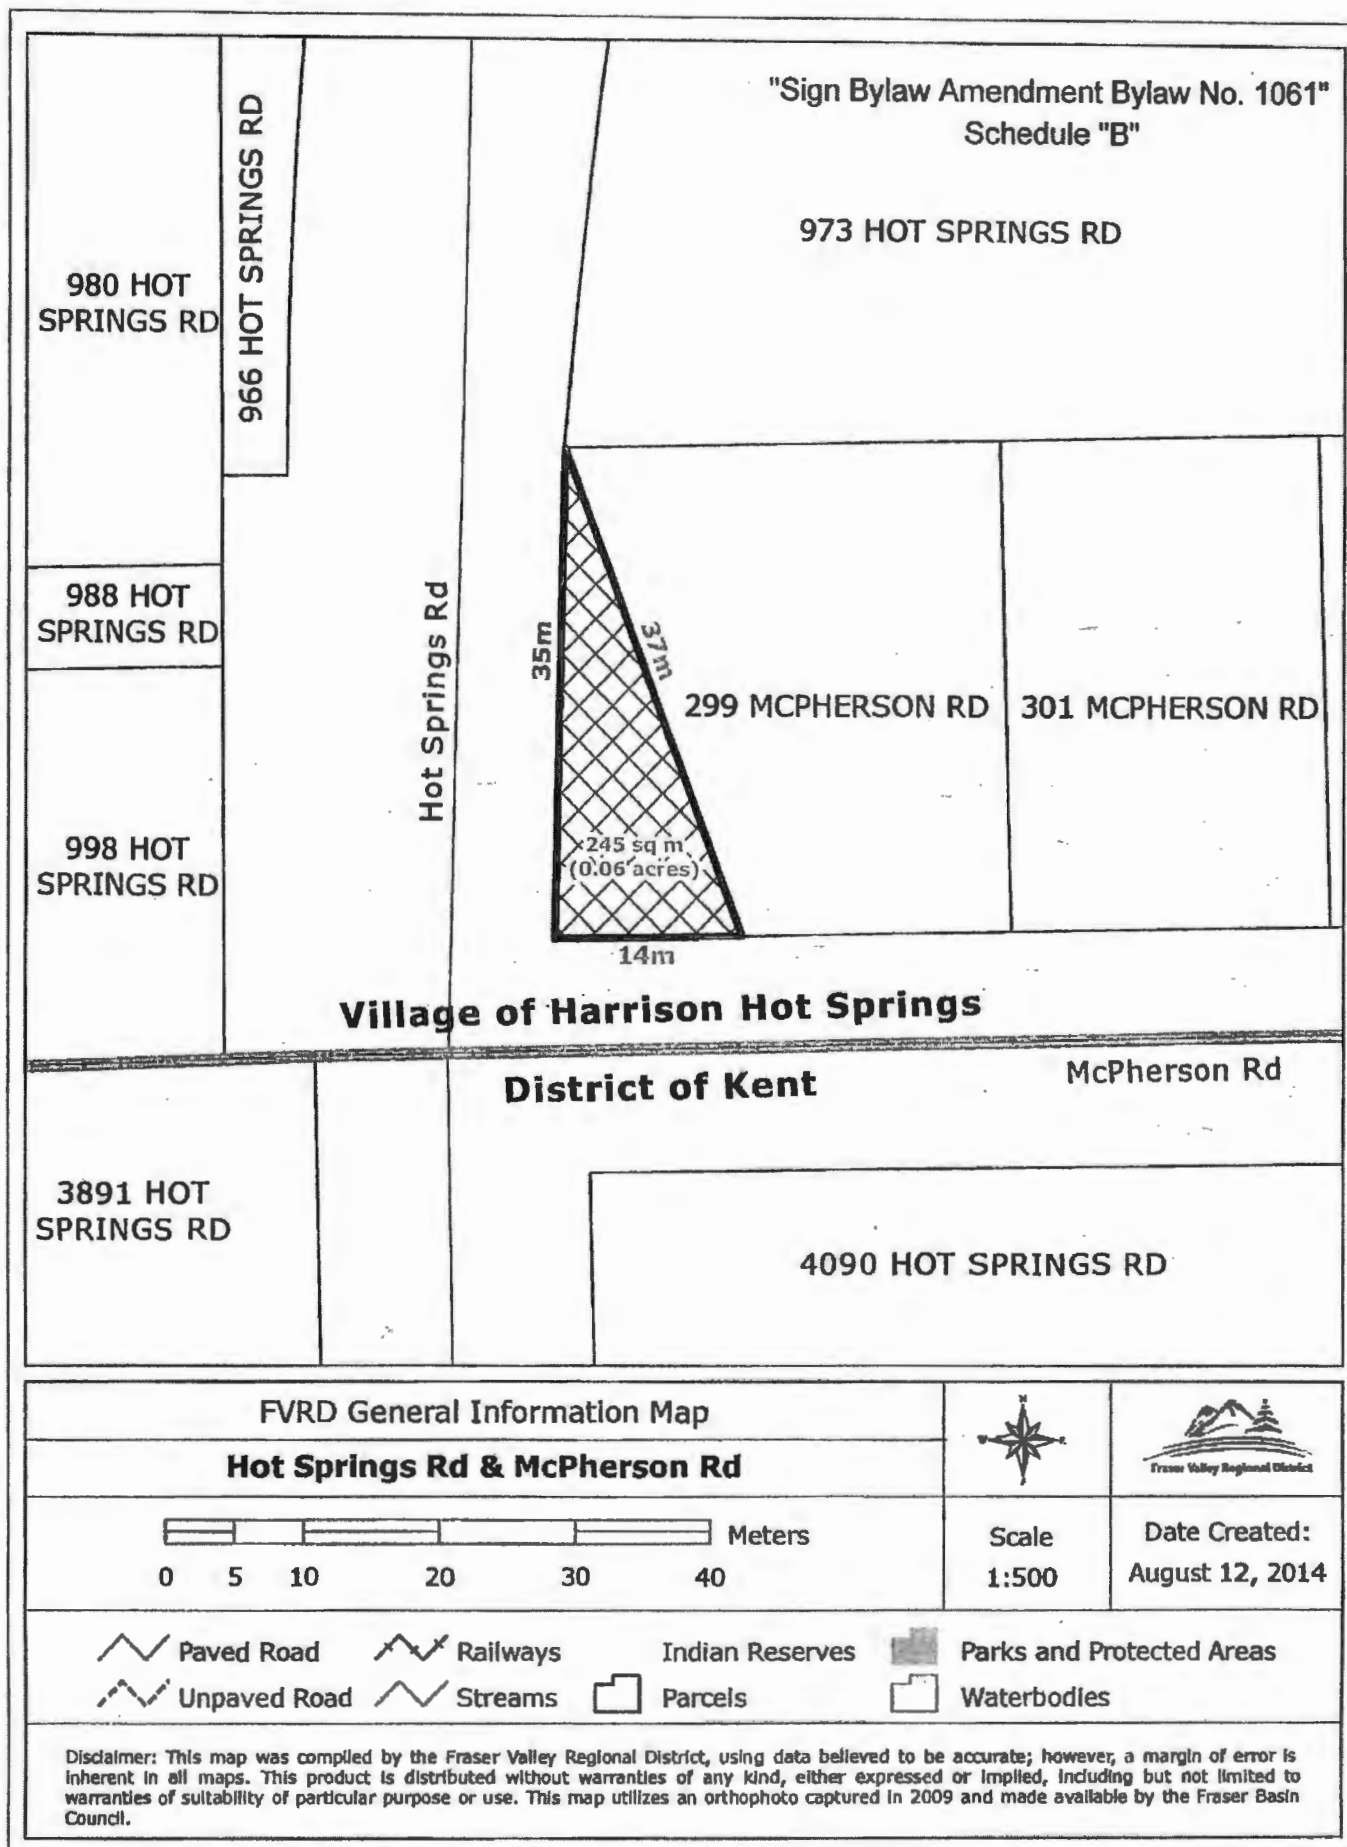 "Sign Bylaw Amendment Bylaw No. 1061"
Schedule "B"
973 HOT SPRINGS RD
966 HOT SPRINGS RD
980 HOT
SPRINGS RD
988 HOT
SPRINGS RD
998 HOT
SPRINGS RD
Hot Springs Rd
35m
37m
299 MCPHERSON RD
301 MCPHERSON RD
245 sq m
(0.06 acres)
14m
Village of Harrison Hot Springs
District of Kent
McPherson Rd
3891 HOT
SPRINGS RD
4090 HOT SPRINGS RD
FVRD General Information Map
Hot Springs Rd & McPherson Rd
N
W E
S
Fraser Valley Regional District
Meters
0 5 10 20 30 40
Scale
1:500
Date Created:
August 12, 2014
Paved Road Railways Indian Reserves Parks and Protected Areas
Unpaved Road Streams Parcels Waterbodies
Disclaimer: This map was compiled by the Fraser Valley Regional District, using data believed to be accurate; however, a margin of error is
inherent in all maps. This product is distributed without warranties of any kind, either expressed or implied, including but not limited to
warranties of suitability of particular purpose or use. This map utilizes an orthophoto captured in 2009 and made available by the Fraser Basin
Council.